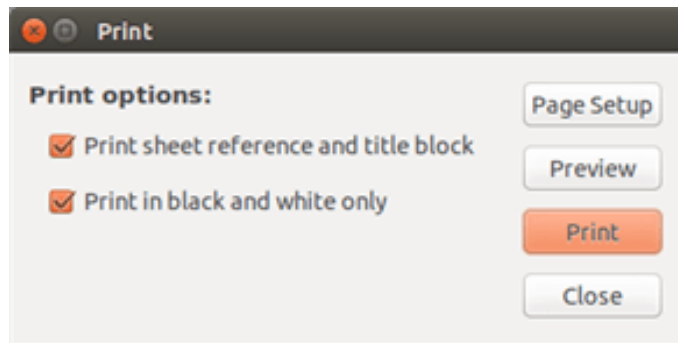 Print
Print options:
Page Setup
Print sheet reference and title block
Preview
Print in black and white only
Print
Close